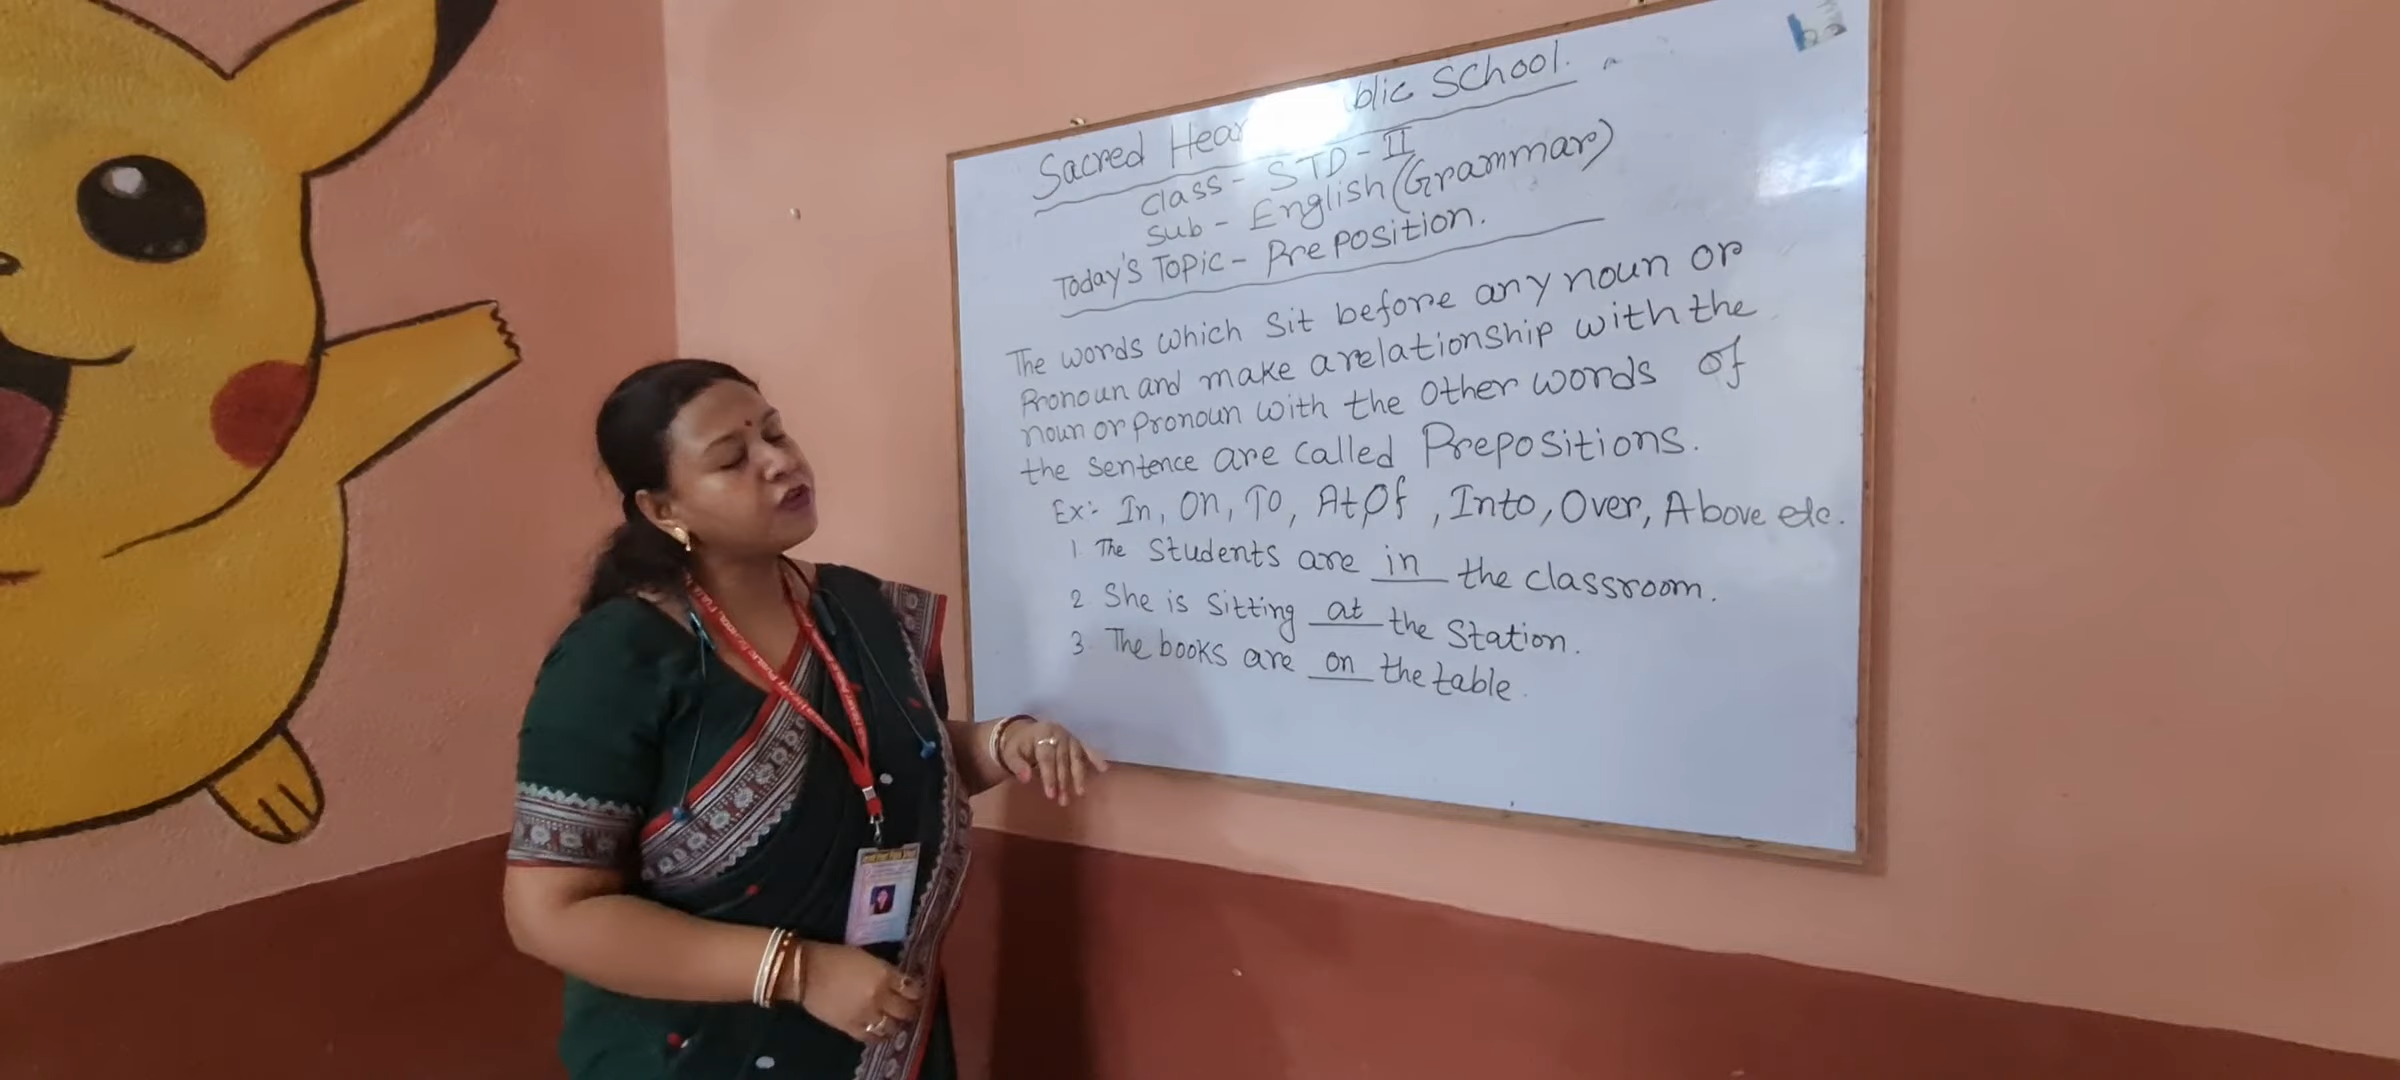 Sacred Hear blic School.
Class - STD - II
Sub - English (Grammar)
Today's Topic - Preposition.
The words which sit before any noun or
Pronoun and make a relationship with the
noun or pronoun with the other words of
the sentence are called Prepositions.
Ex:- In, On, To, At, Of, Into, Over, Above etc.
1. The students are in the classroom.
2 She is sitting at the Station.
3. The books are on the table.